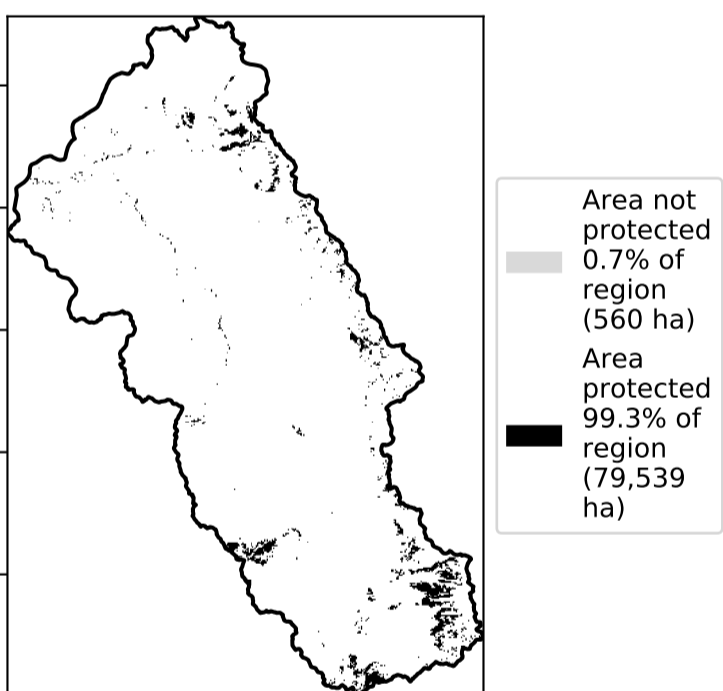 Area not
protected
0.7% of
region
(560 ha)
Area
protected
99.3% of
region
(79,539
ha)